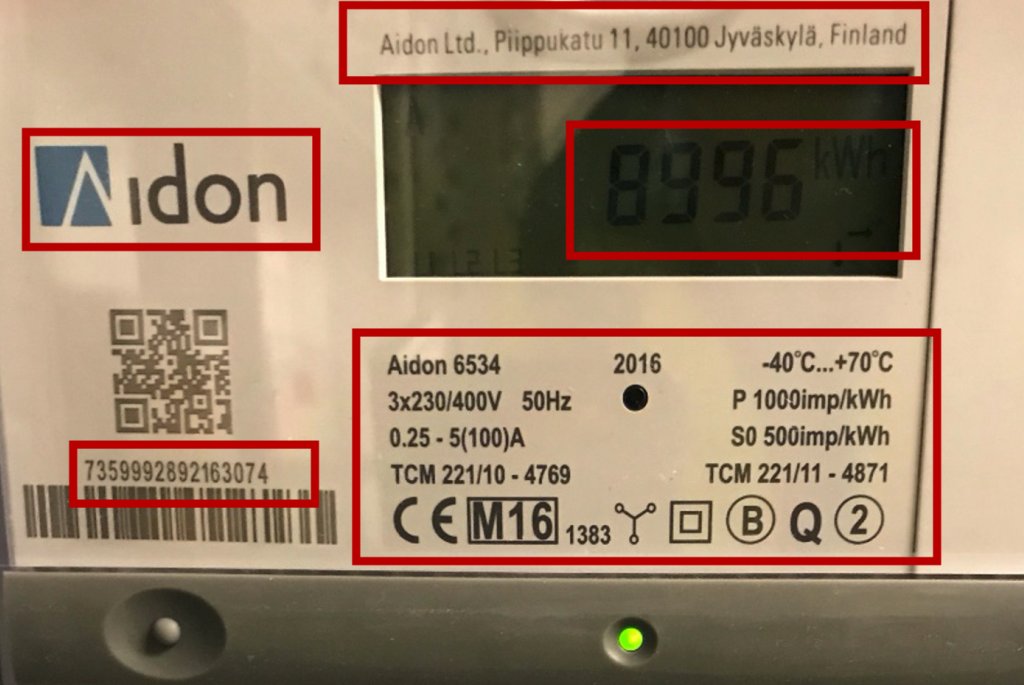 Aidon Ltd., Piippukatu 11, 40100 Jyväskylä, Finland
Aidon
8996 kWh
7359992892163074
Aidon 6534 2016 -40°C...+70°C
3x230/400V 50Hz P 1000imp/kWh
0.25 - 5(100)A S0 500imp/kWh
TCM 221/10 - 4769 TCM 221/11 - 4871
CE M16 1383 B Q 2